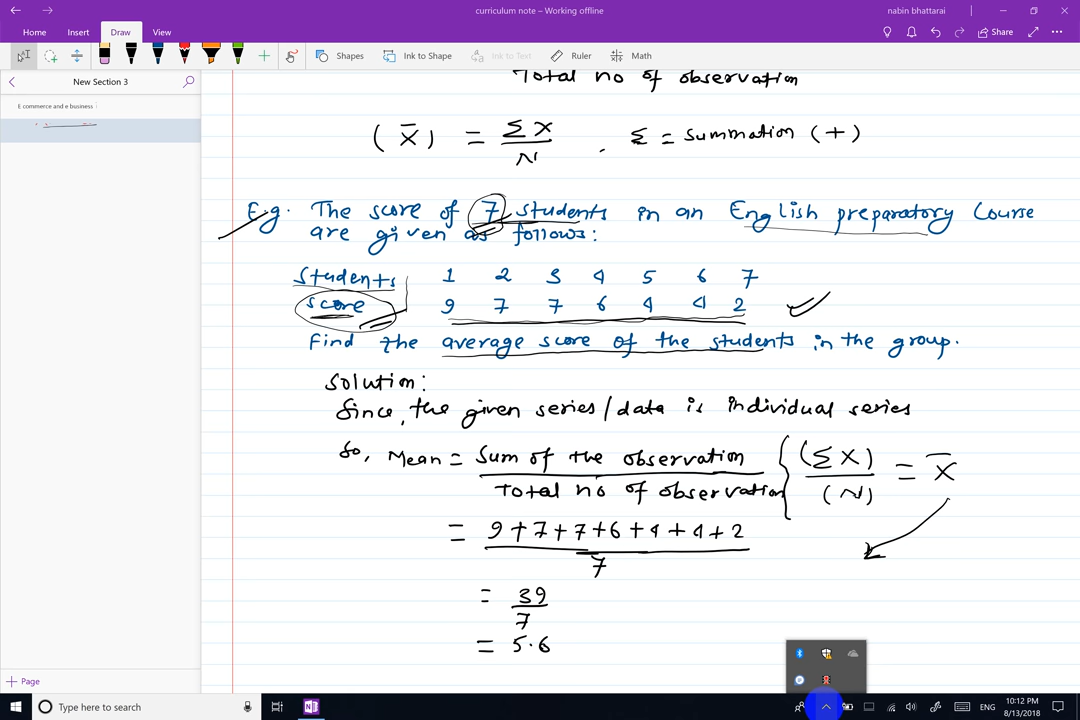 curriculum note – Working offline
nabin bhattarai
Home Insert Draw View
Share
Shapes Ink to Shape Ink to Text Ruler Math
New Section 3
E commerce and e business
Total no of observation
(X̄) = ΣX / N , Σ = Summation (+)
E.g. The score of 7 students in an English preparatory Course
are given as follows:
Students 1 2 3 4 5 6 7
score 9 7 7 6 4 4 2
Find the average score of the students in the group.
Solution:
Since, the given series/data is individual series
So, Mean = Sum of the observation / Total no of observation { (ΣX) / (N) = X̄
= 9+7+7+6+4+4+2 / 7
= 39 / 7
= 5.6
+ Page
Type here to search
ENG
10:12 PM
8/13/2018